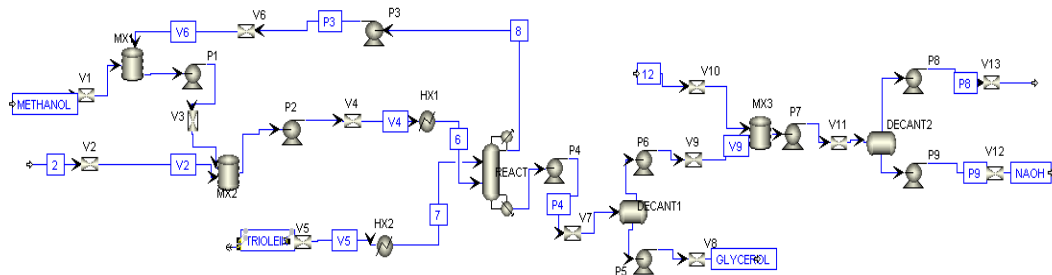 V6
P3
P3
8
V6
MX1
P1
V1
METHANOL
V3
P2
V4
HX1
V4
6
2
V2
V2
MX2
REACT
P4
7
P4
V7
TRIOLEIN
V5
V5
HX2
12
V10
MX3
P7
V11
P8
P8
V13
DECANT2
P6
V9
V9
P9
P9
V12
NAOH
DECANT1
P5
V8
GLYCEROL